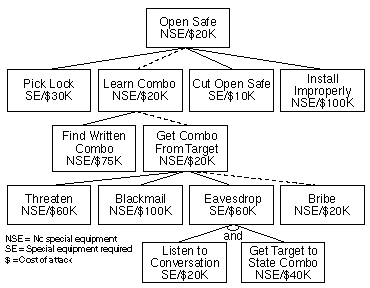 Open Safe
NSE/$20K
Pick Lock
SE/$30K
Learn Combo
NSE/$20K
Cut Open Safe
SE/$10K
Install
Improperly
NSE/$100K
Find Written
Combo
NSE/$75K
Get Combo
From Target
NSE/$20K
Threaten
NSE/$60K
Blackmail
NSE/$100K
Eavesdrop
SE/$60K
Bribe
NSE/$20K
and
NSE = No special equipment
SE = Special equipment required
$ = Cost of attack
Listen to
Conversation
SE/$20K
Get Target to
State Combo
NSE/$40K